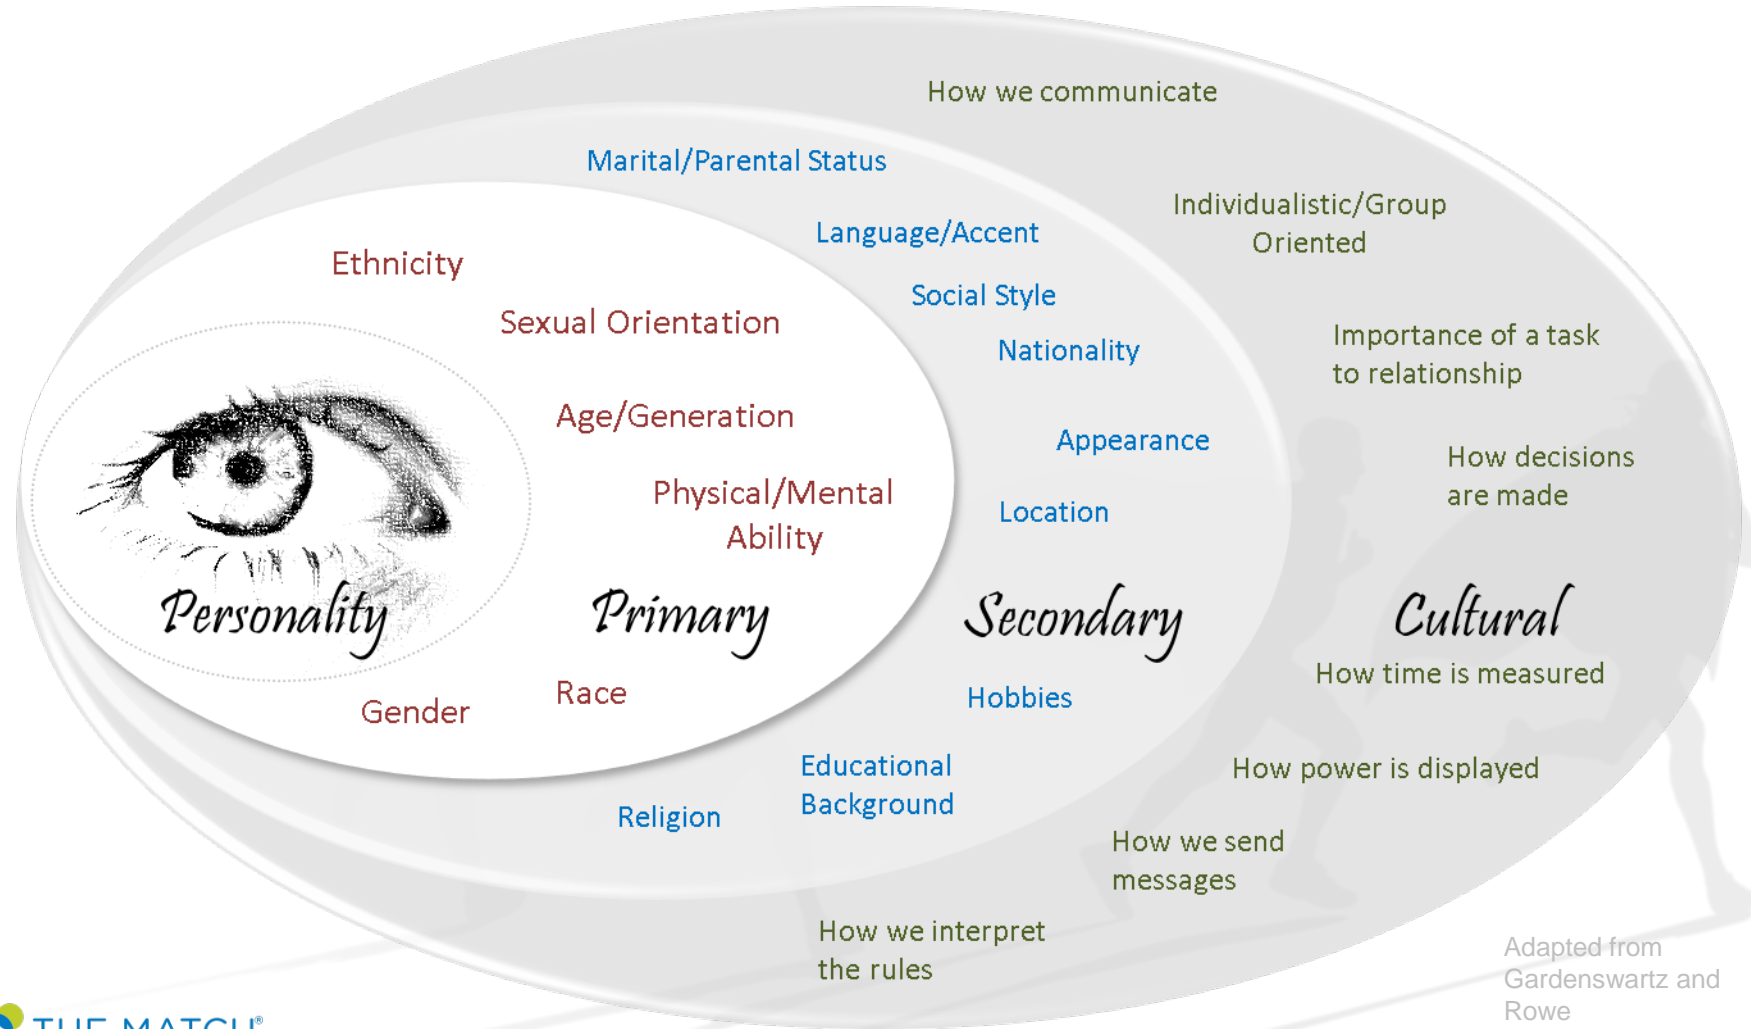 How we communicate
Marital/Parental Status
Individualistic/Group
Oriented
Language/Accent
Ethnicity
Social Style
Sexual Orientation
Importance of a task
to relationship
Nationality
Age/Generation
Appearance
How decisions
are made
Physical/Mental
Ability
Location
Personality
Primary
Secondary
Cultural
How time is measured
Race
Gender
Hobbies
Educational
Background
How power is displayed
Religion
How we send
messages
How we interpret
the rules
Adapted from
Gardenswartz and
Rowe
THE MATCH®